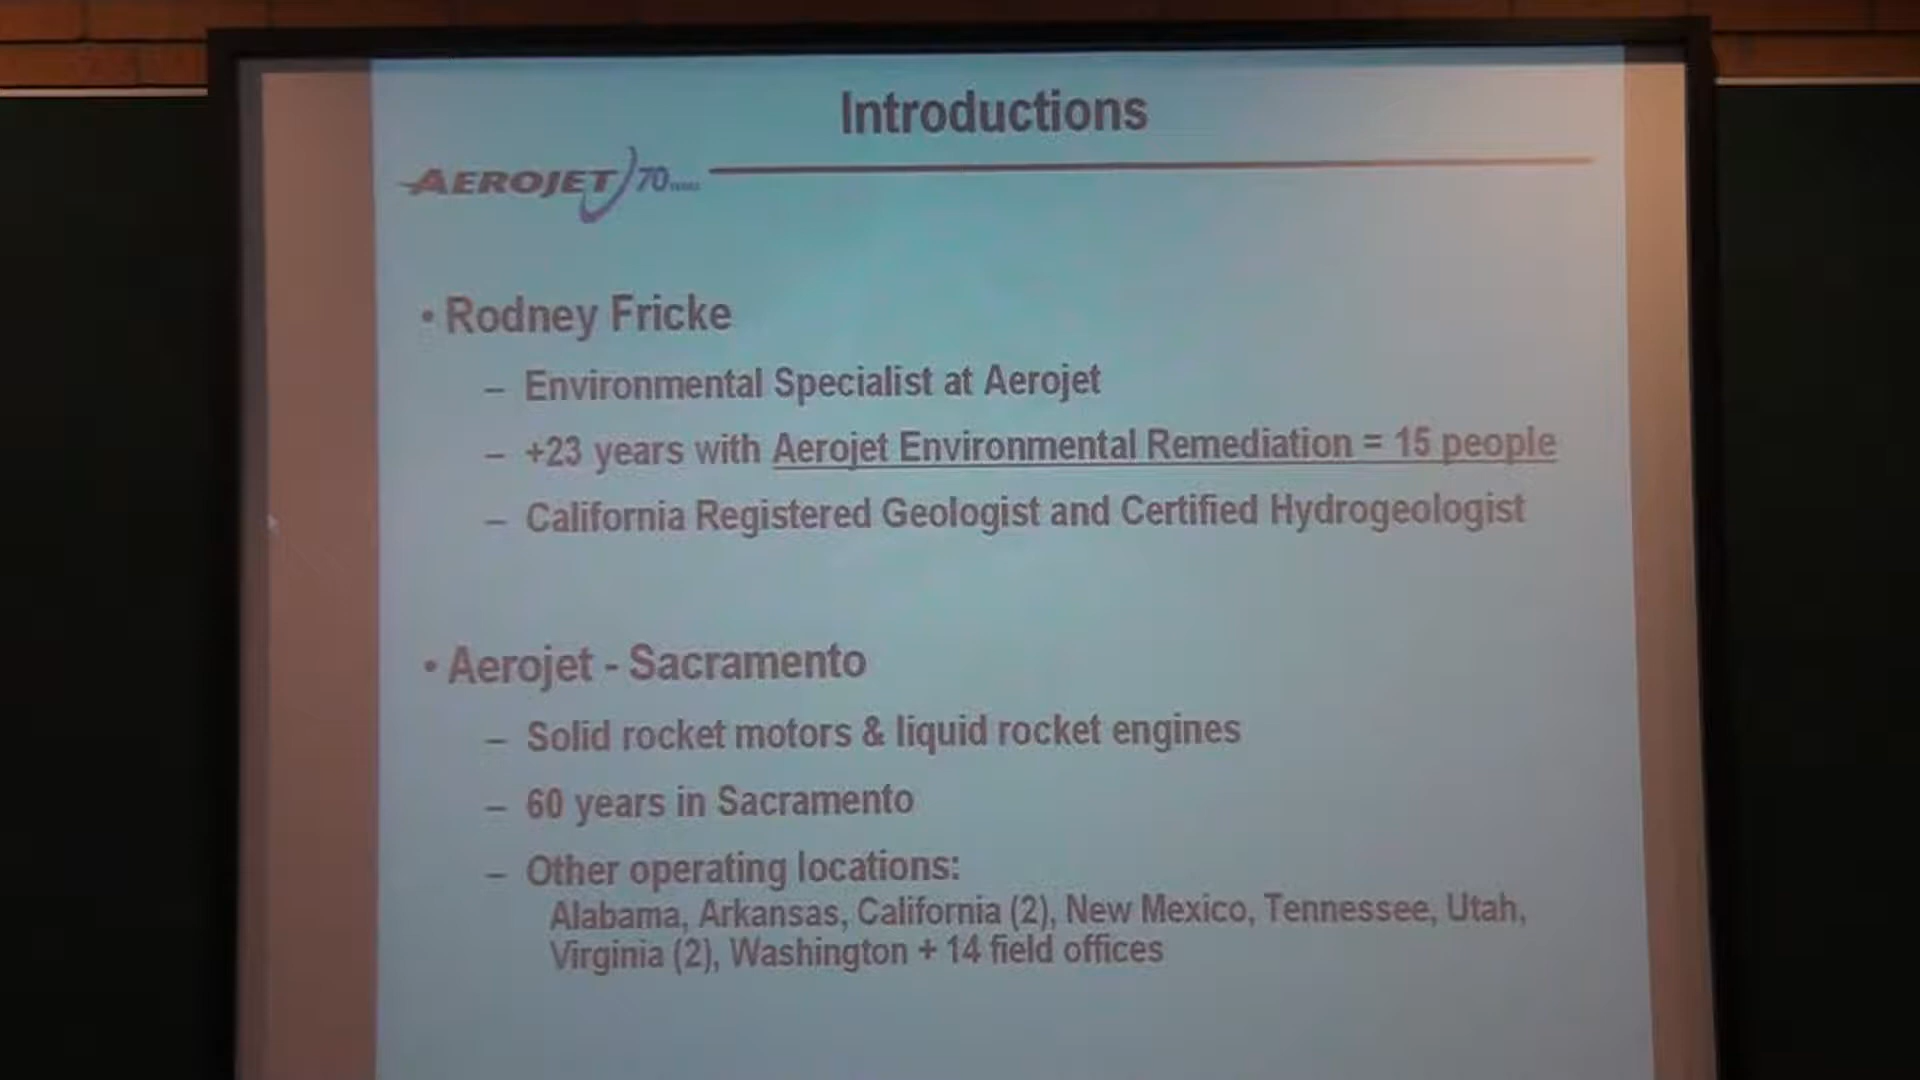 Introductions
AEROJET 70
• Rodney Fricke
– Environmental Specialist at Aerojet
– +23 years with Aerojet Environmental Remediation = 15 people
– California Registered Geologist and Certified Hydrogeologist
• Aerojet - Sacramento
– Solid rocket motors & liquid rocket engines
– 60 years in Sacramento
– Other operating locations:
Alabama, Arkansas, California (2), New Mexico, Tennessee, Utah,
Virginia (2), Washington + 14 field offices